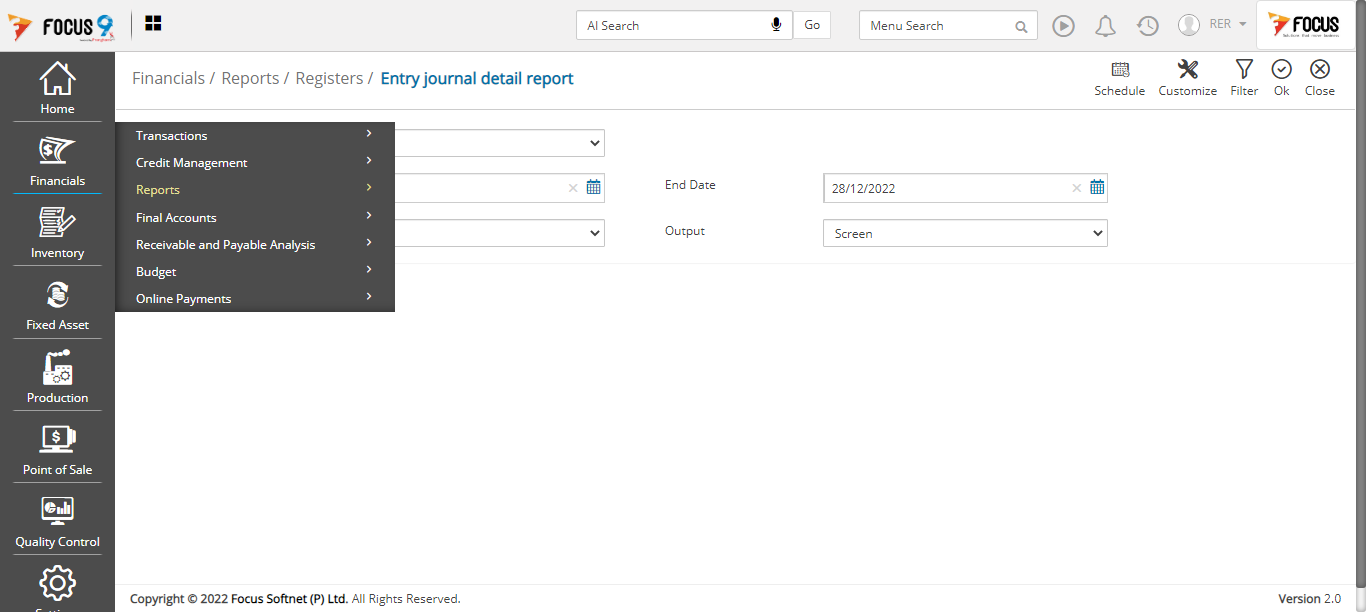 FOCUS 9
AI Search
Go
Menu Search
RER
FOCUS
Financials / Reports / Registers / Entry journal detail report
Schedule
Customize
Filter
Ok
Close
Home
Financials
Inventory
Fixed Asset
Production
Point of Sale
Quality Control
Transactions
Credit Management
Reports
Final Accounts
Receivable and Payable Analysis
Budget
Online Payments
End Date
28/12/2022
Output
Screen
Copyright © 2022 Focus Softnet (P) Ltd. All Rights Reserved.
Version 2.0